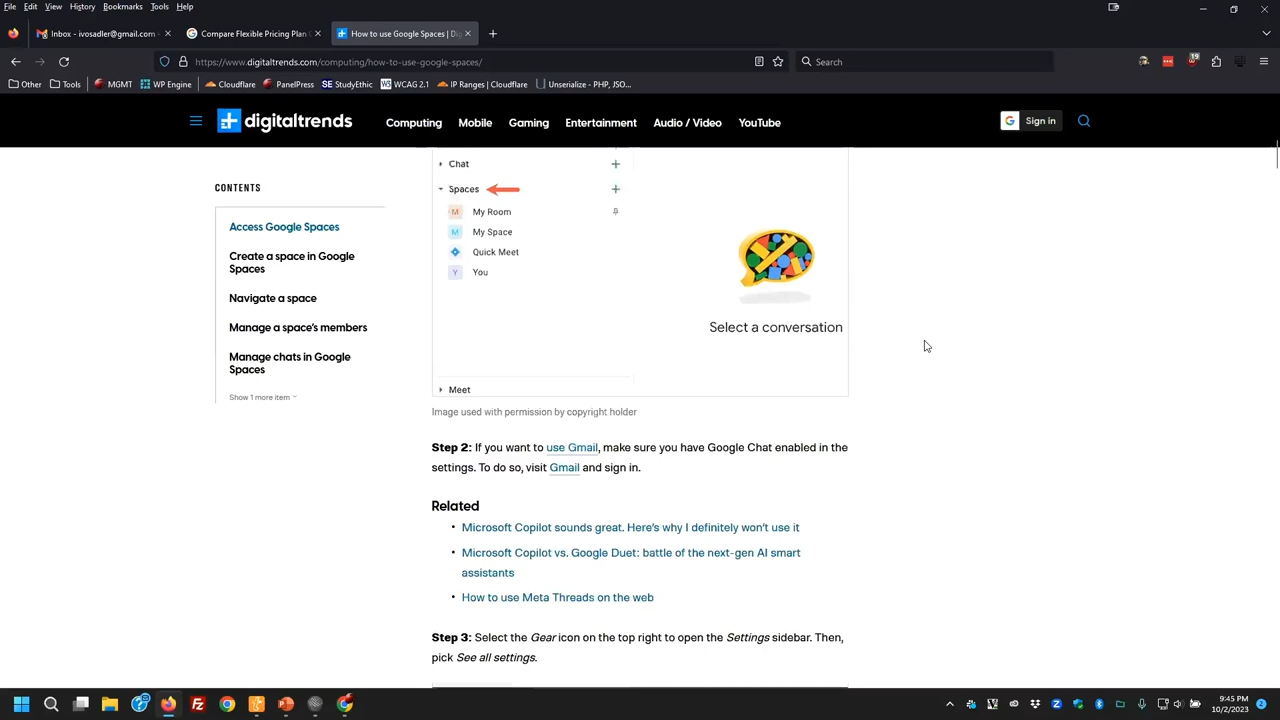 File Edit View History Bookmarks Tools Help
Inbox - ivosadler@gmail.com -
Compare Flexible Pricing Plan O
How to use Google Spaces | Dig
https://www.digitaltrends.com/computing/how-to-use-google-spaces/
Search
19
Other Tools MGMT WP Engine Cloudflare PanelPress SE StudyEthic W3 WCAG 2.1 IP Ranges | Cloudflare Unserialize - PHP, JSO...
digitaltrends
Computing Mobile Gaming Entertainment Audio / Video YouTube
G Sign in
CONTENTS
Access Google Spaces
Create a space in Google
Spaces
Navigate a space
Manage a space's members
Manage chats in Google
Spaces
Show 1 more item
Chat
Spaces
M My Room
M My Space
Quick Meet
Y You
Meet
Select a conversation
Image used with permission by copyright holder
Step 2: If you want to use Gmail, make sure you have Google Chat enabled in the
settings. To do so, visit Gmail and sign in.
Related
• Microsoft Copilot sounds great. Here's why I definitely won't use it
• Microsoft Copilot vs. Google Duet: battle of the next-gen AI smart
assistants
• How to use Meta Threads on the web
Step 3: Select the Gear icon on the top right to open the Settings sidebar. Then,
pick See all settings.
9:45 PM
10/2/2023